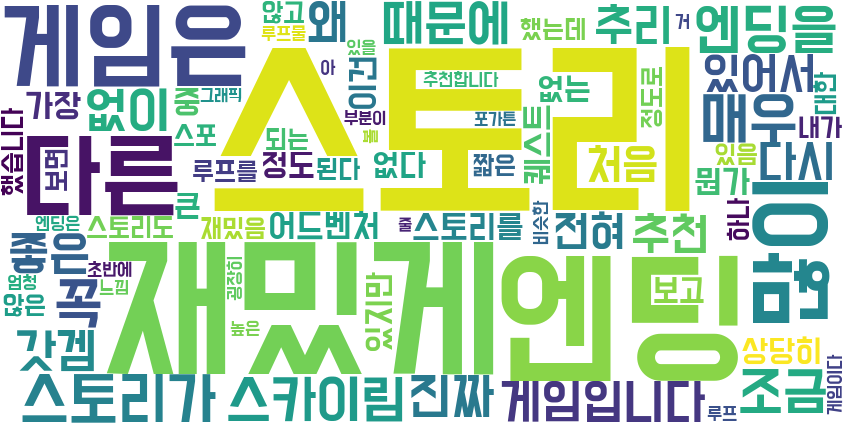 게임은
않고
루프물
왜
있을
때문에
했는데
추리
거
엔딩을
스토리
아
추천합니다
이건
있어서
대한
가장
없이
중
그래픽
부분이
없는
정도로
매우
내가
했습니다
스포
되는
펠
포가튼
퀘스트
처음
있음
다시
다른
보면
루프를
정도
된다
없다
짧은
뭔가
엔딩은
스토리도
큰
재밌음
어드벤처
줄
스토리를
비슷한
전혀
추천
하나
유험
좋은
초반에
재밌게
엔딩
보고
엄청
않은
느낌
꼭
굉장히
높은
있지만
갓겜
상당히
스토리가
스카이림
진짜
게임입니다
루프
조금
게임이다